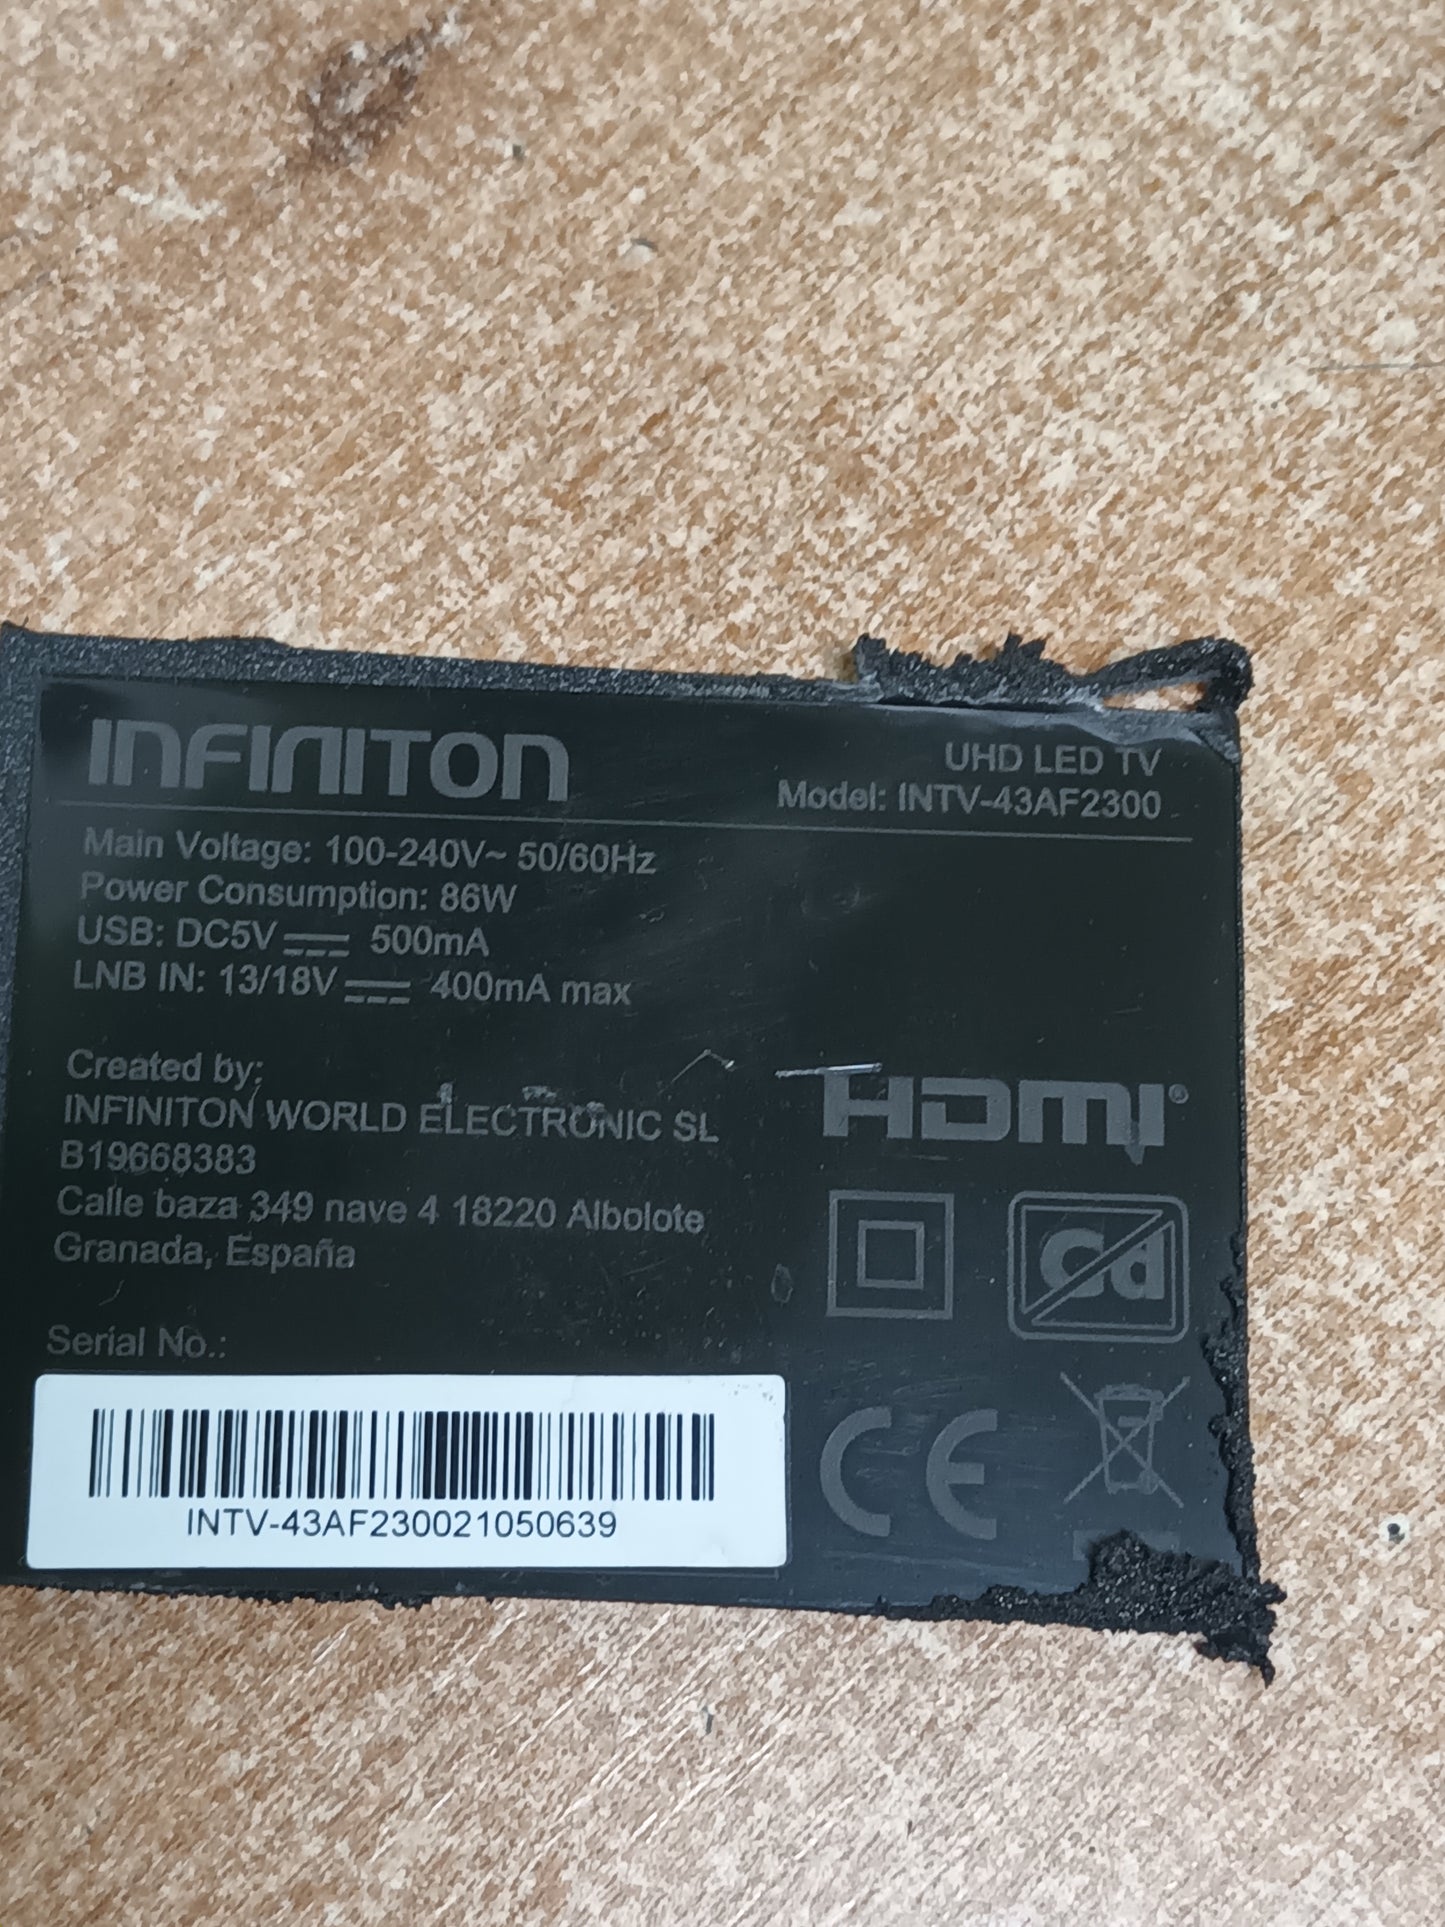 INFINITON
UHD LED TV
Model: INTV-43AF2300
Main Voltage: 100-240V~ 50/60Hz
Power Consumption: 86W
USB: DC5V ⎓ 500mA
LNB IN: 13/18V ⎓ 400mA max
Created by:
INFINITON WORLD ELECTRONIC SL
B19668383
Calle baza 349 nave 4 18220 Albolote
Granada, España
HDMI®
Cd
Serial No.:
INTV-43AF230021050639
CE